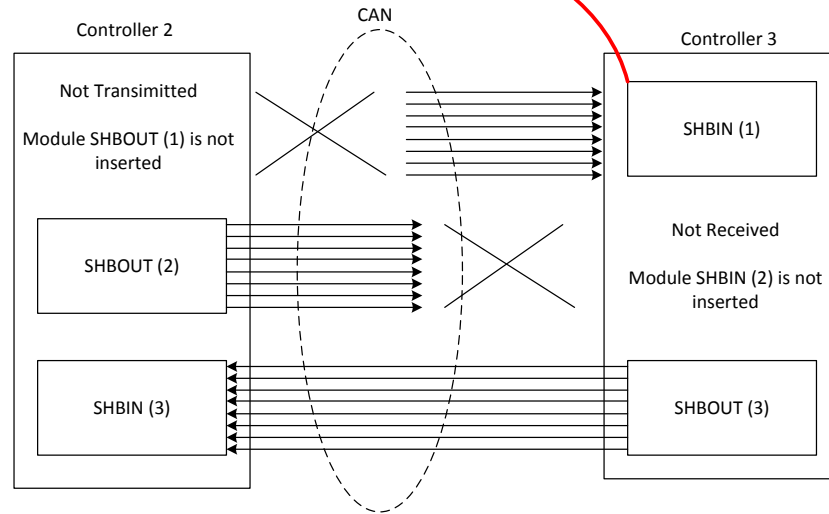 CAN
Controller 2
Controller 3
Not Transimitted
Module SHBOUT (1) is not
inserted
SHBIN (1)
SHBOUT (2)
Not Received
Module SHBIN (2) is not
inserted
SHBIN (3)
SHBOUT (3)